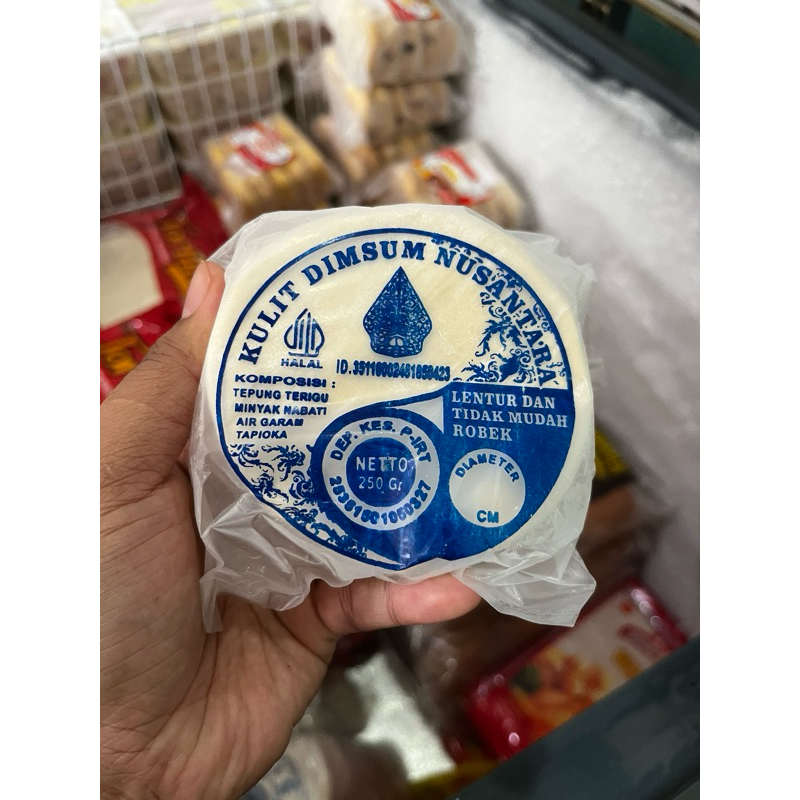 KULIT DIMSUM NUSANTARA
HALAL
KOMPOSISI :
TEPUNG TERIGU
MINYAK NABATI
AIR GARAM
TAPIOKA
LENTUR DAN
TIDAK MUDAH
ROBEK
DEP. KES. P-IRT
NETTO
250 Gr
DIAMETER
CM